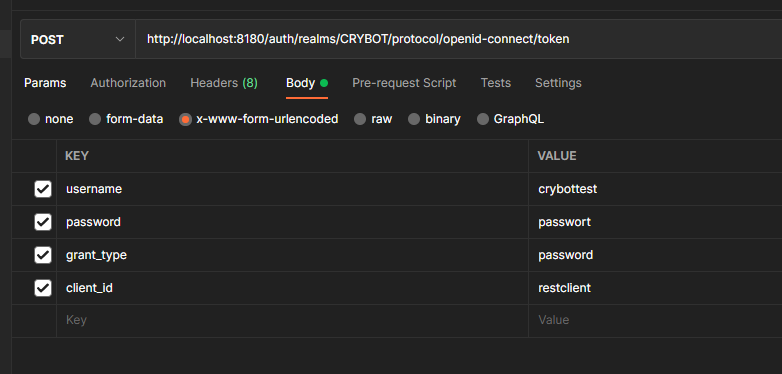 POST http://localhost:8180/auth/realms/CRYBOT/protocol/openid-connect/token
Params Authorization Headers (8) Body Pre-request Script Tests Settings
none form-data x-www-form-urlencoded raw binary GraphQL
KEY VALUE
username crybottest
password passwort
grant_type password
client_id restclient
Key Value